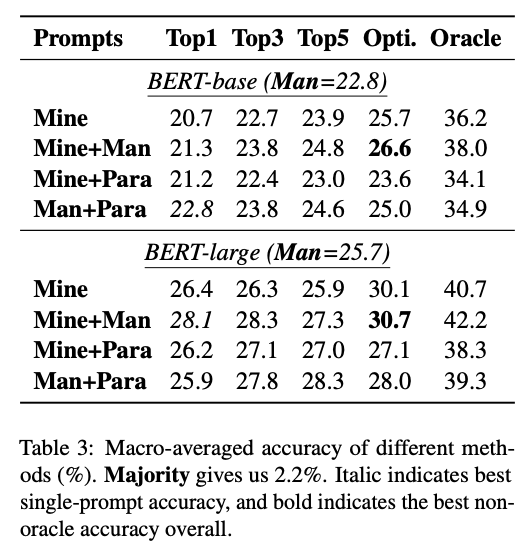 Prompts Top1 Top3 Top5 Opti. Oracle
BERT-base (Man=22.8)
Mine 20.7 22.7 23.9 25.7 36.2
Mine+Man 21.3 23.8 24.8 26.6 38.0
Mine+Para 21.2 22.4 23.0 23.6 34.1
Man+Para 22.8 23.8 24.6 25.0 34.9
BERT-large (Man=25.7)
Mine 26.4 26.3 25.9 30.1 40.7
Mine+Man 28.1 28.3 27.3 30.7 42.2
Mine+Para 26.2 27.1 27.0 27.1 38.3
Man+Para 25.9 27.8 28.3 28.0 39.3
Table 3: Macro-averaged accuracy of different meth-
ods (%). Majority gives us 2.2%. Italic indicates best
single-prompt accuracy, and bold indicates the best non-
oracle accuracy overall.